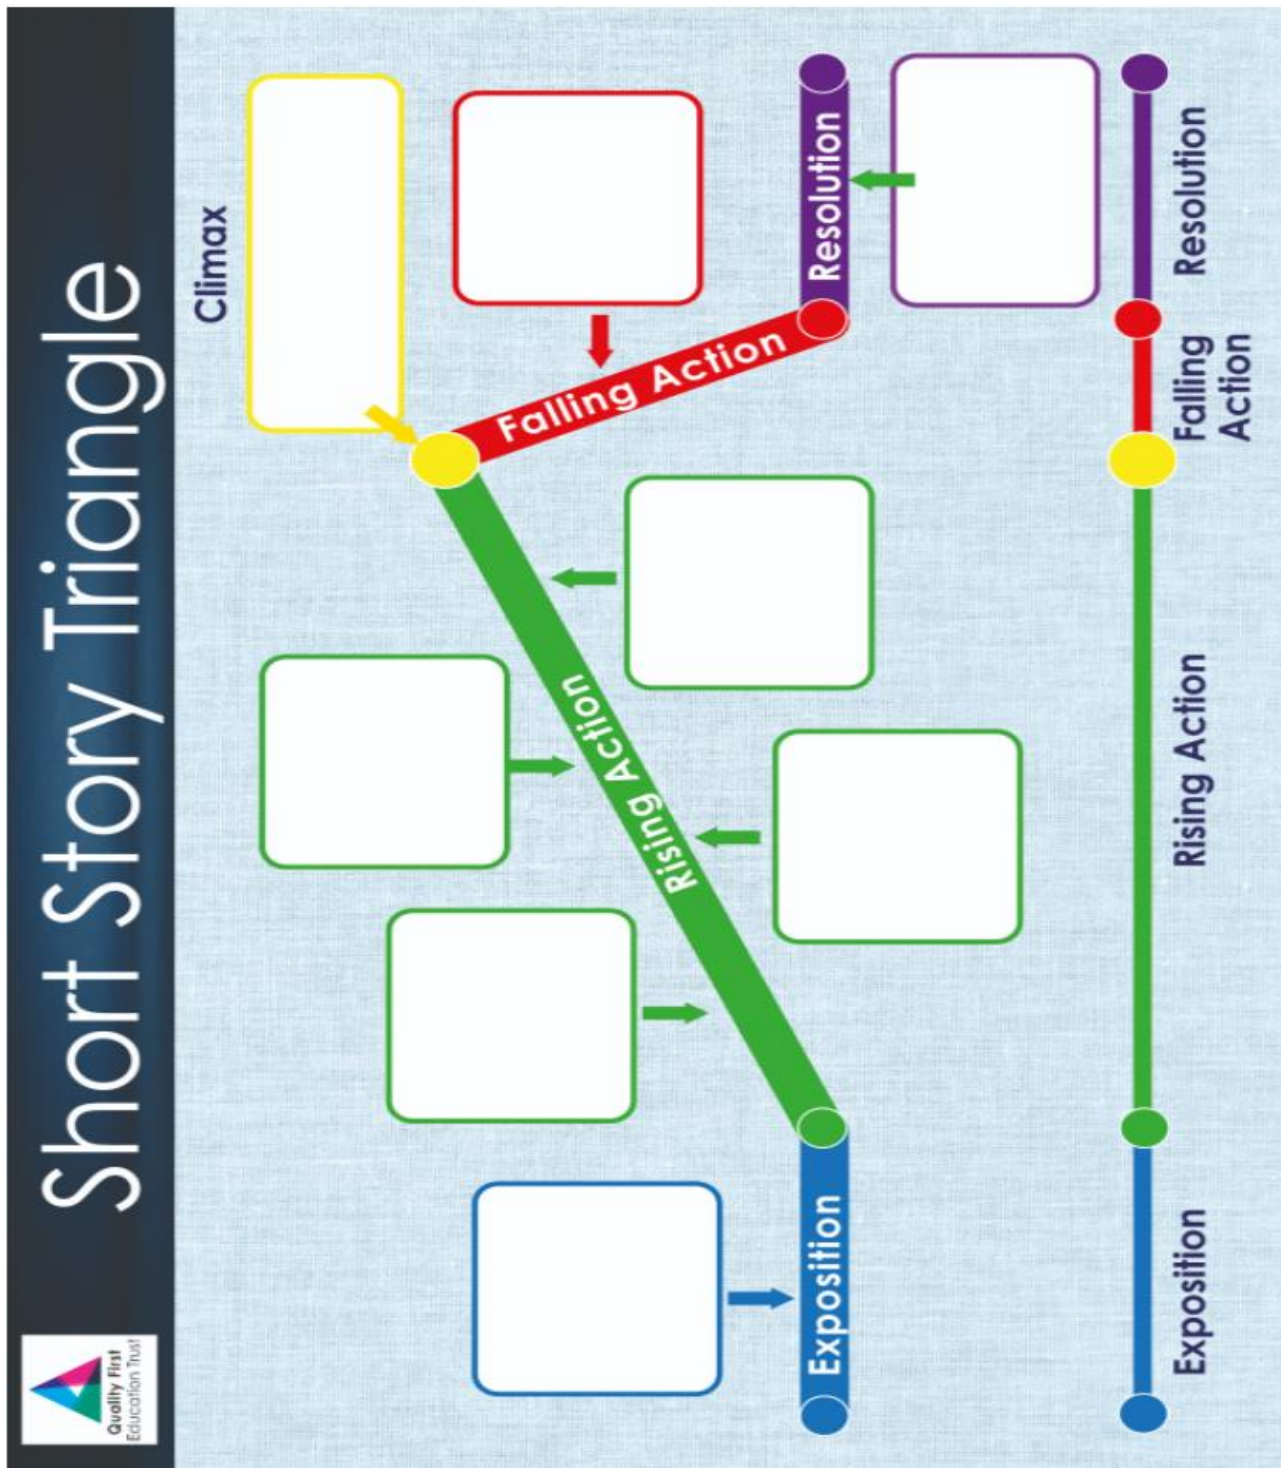 Quality First
Education Trust
Short Story Triangle
Climax
Exposition
Rising Action
Falling Action
Resolution
Exposition
Rising Action
Falling
Action
Resolution